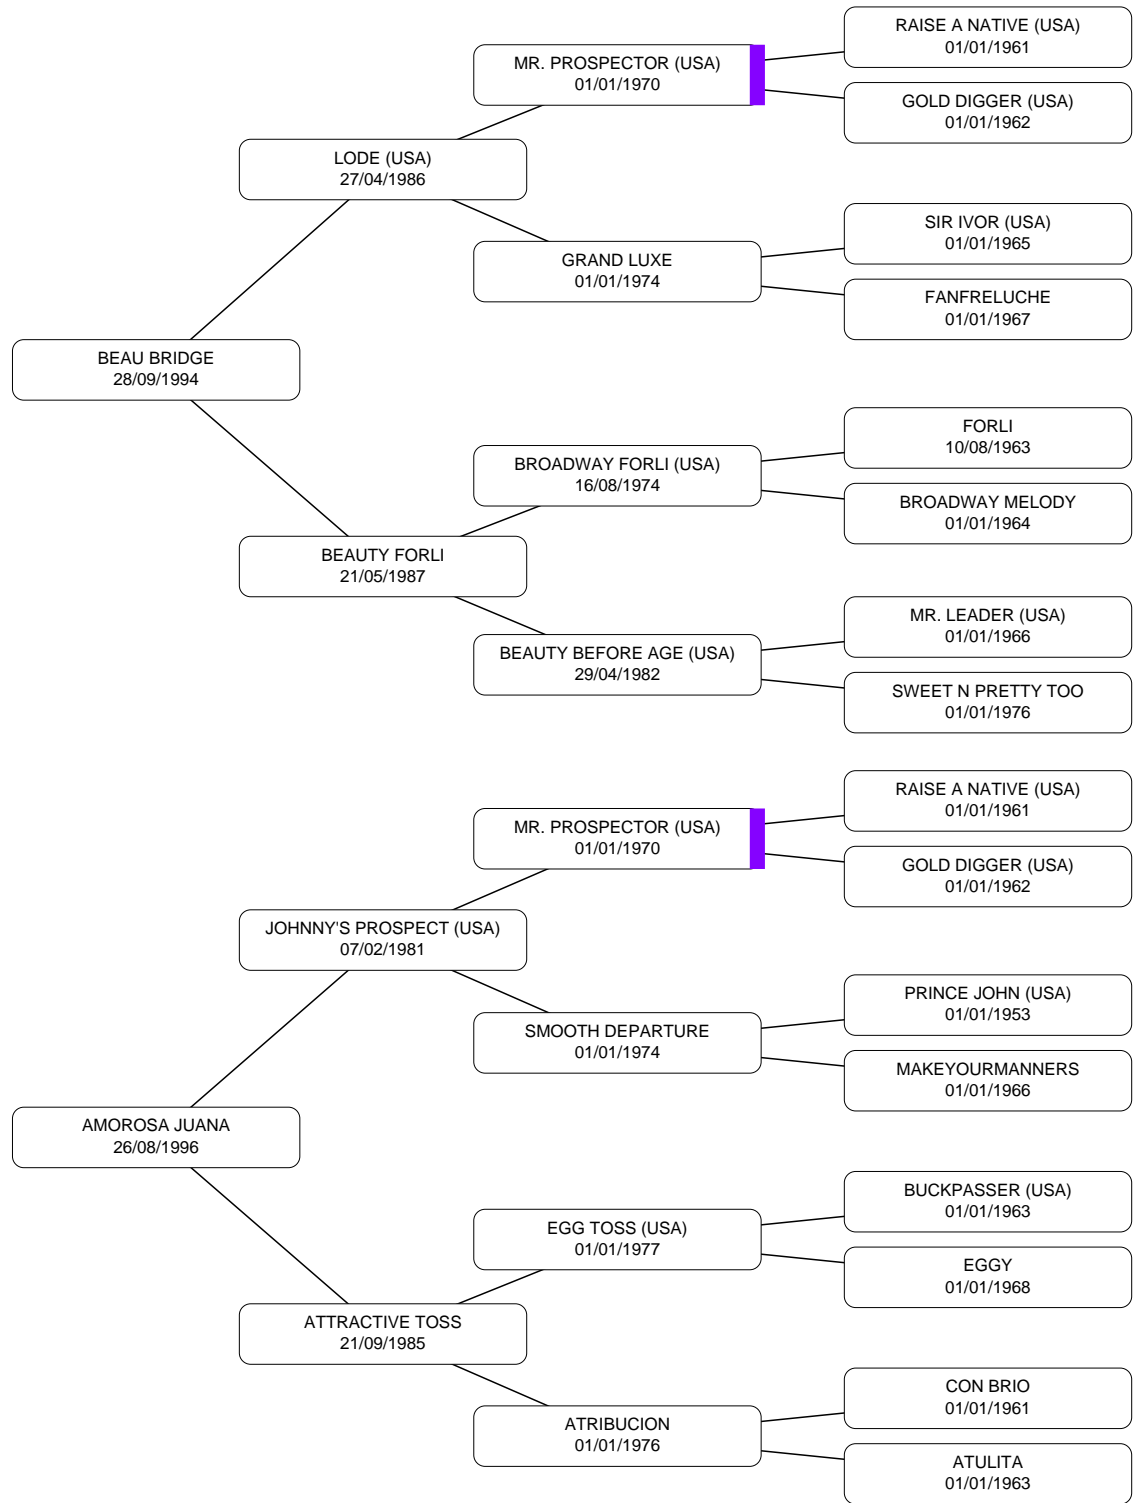 RAISE A NATIVE (USA)
01/01/1961
MR. PROSPECTOR (USA)
01/01/1970
GOLD DIGGER (USA)
01/01/1962
LODE (USA)
27/04/1986
SIR IVOR (USA)
01/01/1965
GRAND LUXE
01/01/1974
FANFRELUCHE
01/01/1967
BEAU BRIDGE
28/09/1994
FORLI
10/08/1963
BROADWAY FORLI (USA)
16/08/1974
BROADWAY MELODY
01/01/1964
BEAUTY FORLI
21/05/1987
MR. LEADER (USA)
01/01/1966
BEAUTY BEFORE AGE (USA)
29/04/1982
SWEET N PRETTY TOO
01/01/1976
RAISE A NATIVE (USA)
01/01/1961
MR. PROSPECTOR (USA)
01/01/1970
GOLD DIGGER (USA)
01/01/1962
JOHNNY'S PROSPECT (USA)
07/02/1981
PRINCE JOHN (USA)
01/01/1953
SMOOTH DEPARTURE
01/01/1974
MAKEYOURMANNERS
01/01/1966
AMOROSA JUANA
26/08/1996
BUCKPASSER (USA)
01/01/1963
EGG TOSS (USA)
01/01/1977
EGGY
01/01/1968
ATTRACTIVE TOSS
21/09/1985
CON BRIO
01/01/1961
ATRIBUCION
01/01/1976
ATULITA
01/01/1963